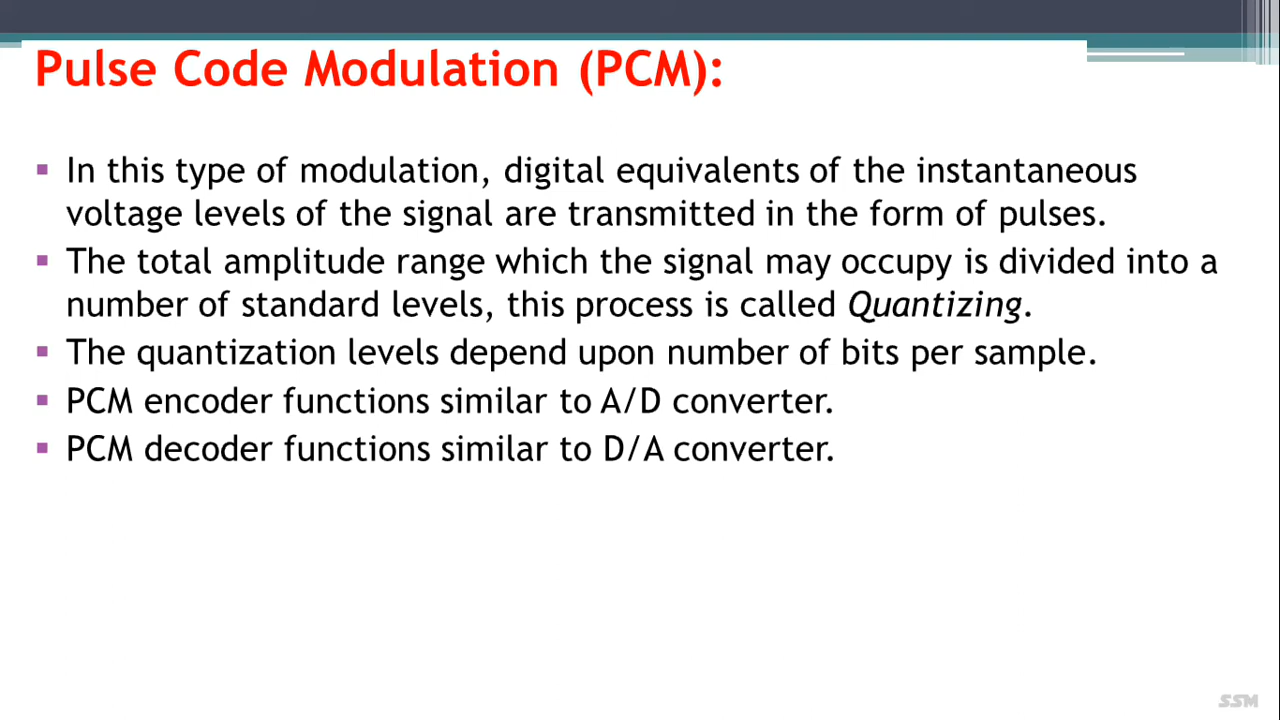 Pulse Code Modulation (PCM):
▪ In this type of modulation, digital equivalents of the instantaneous
voltage levels of the signal are transmitted in the form of pulses.
▪ The total amplitude range which the signal may occupy is divided into a
number of standard levels, this process is called Quantizing.
▪ The quantization levels depend upon number of bits per sample.
▪ PCM encoder functions similar to A/D converter.
▪ PCM decoder functions similar to D/A converter.
SSM